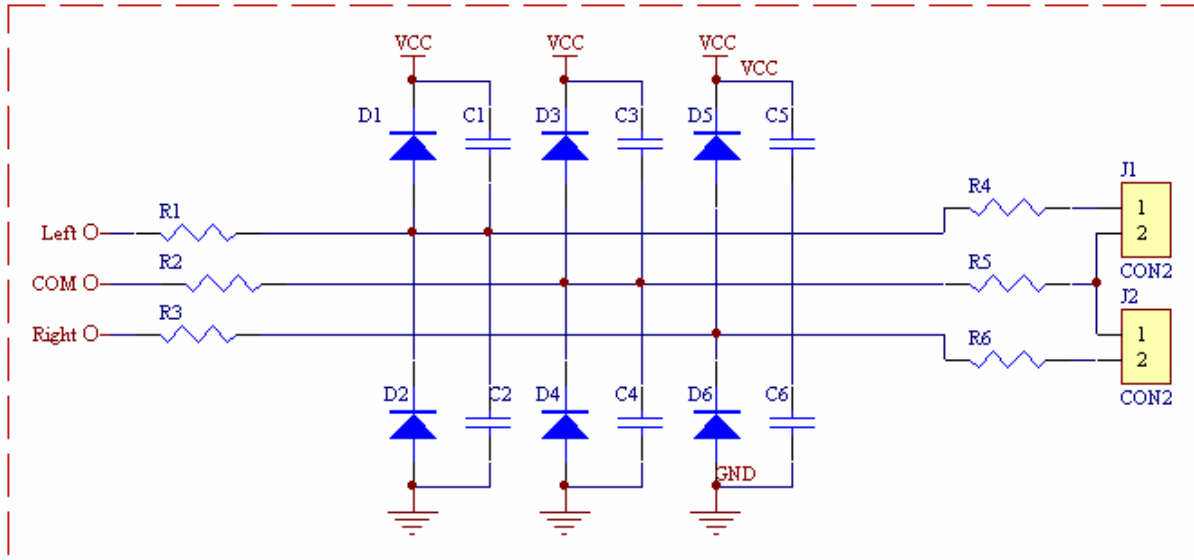 VCC VCC VCC
VCC
D1 C1 D3 C3 D5 C5
J1
R4
1
R1
Left
2
R2
R5
COM
CON2
R3
J2
Right
1
R6
2
D2 C2 D4 C4 D6 C6
CON2
GND